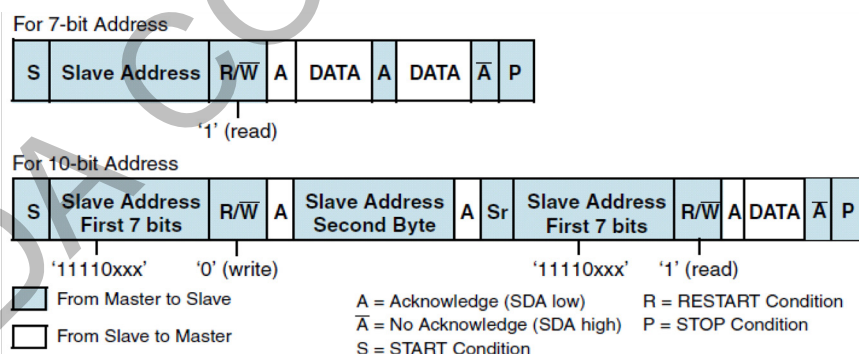 For 7-bit Address
S Slave Address R/W̅ A DATA A DATA A̅ P
‘1’ (read)
For 10-bit Address
S Slave Address First 7 bits R/W̅ A Slave Address Second Byte A Sr Slave Address First 7 bits R/W̅ A DATA A̅ P
‘11110xxx’ ‘0’ (write) ‘11110xxx’ ‘1’ (read)
From Master to Slave
From Slave to Master
A = Acknowledge (SDA low)
A̅ = No Acknowledge (SDA high)
S = START Condition
R = RESTART Condition
P = STOP Condition